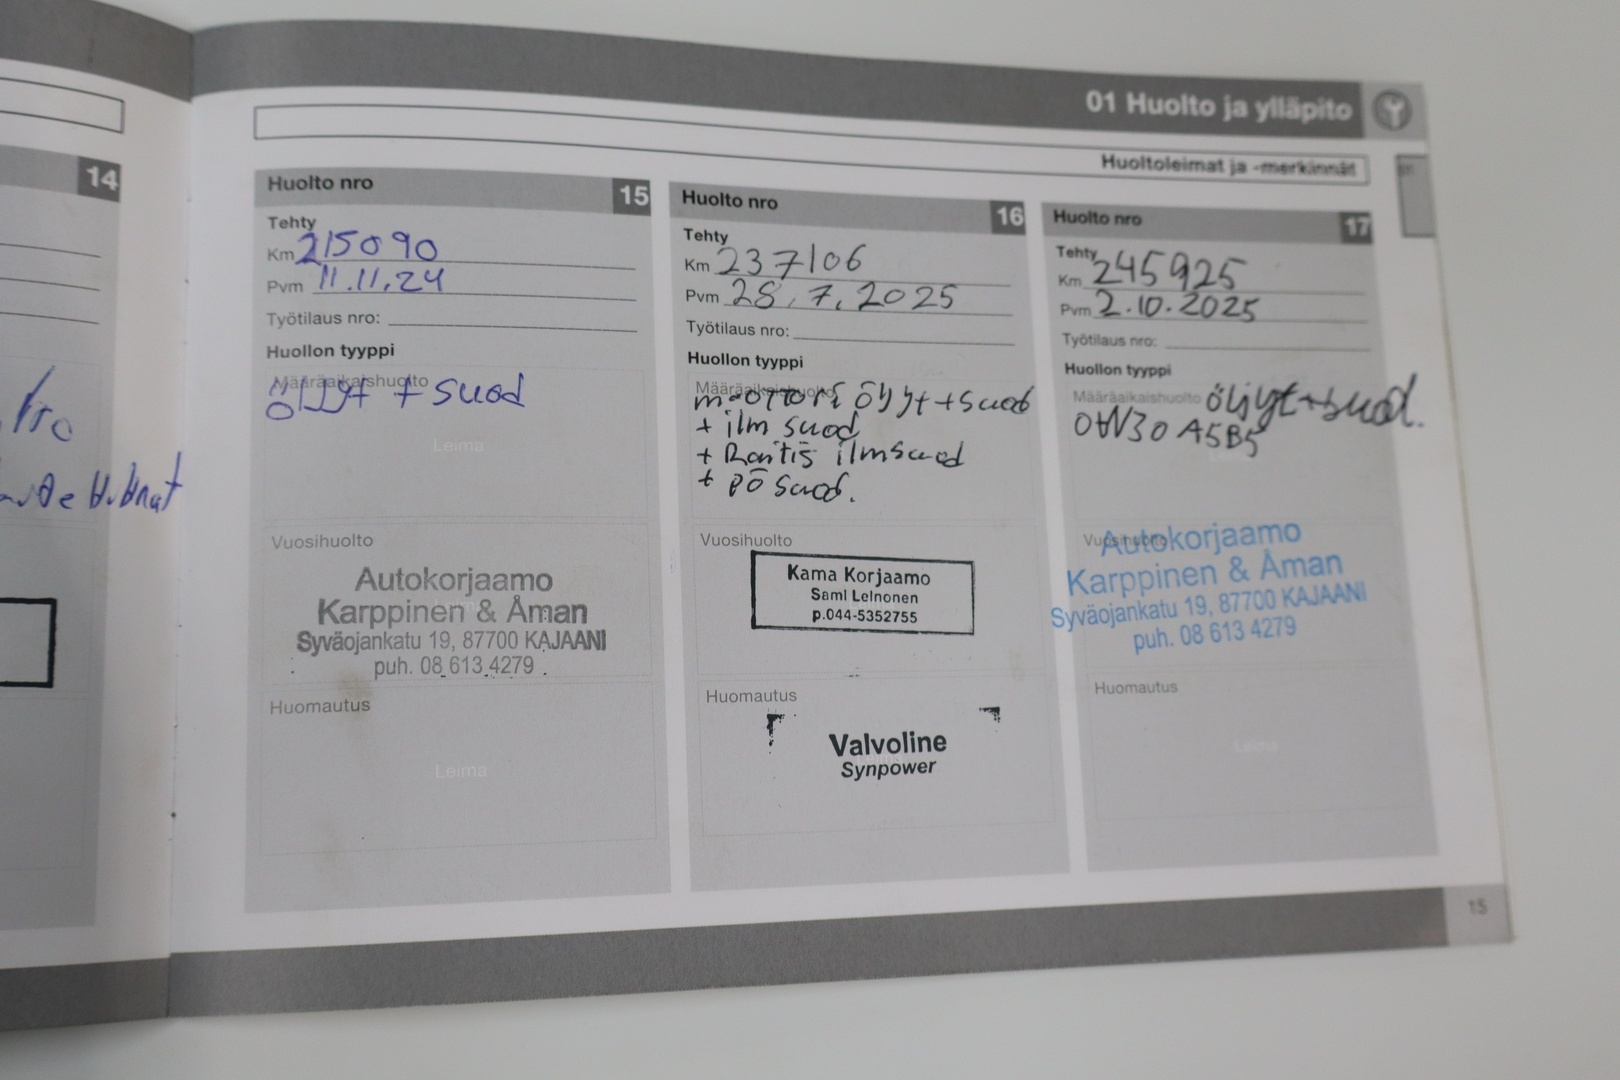 01 Huolto ja ylläpito
Huoltoleimat ja -merkinnät
14
Huolto nro 15
Tehty
Km 215090
Pvm 11.11.24
Työtilaus nro:
Huollon tyyppi
Määräaikaishuolto
öljyt + suod
Leima
Vuosihuolto
Autokorjaamo
Karppinen & Åman
Syväojankatu 19, 87700 KAJAANI
puh. 08 613 4279
Huomautus
Leima
Huolto nro 16
Tehty
Km 237106
Pvm 28.7.2025
Työtilaus nro:
Huollon tyyppi
Määräaikaishuolto
moottori öljyt + suod
+ ilm suod
+ Raitis ilmsuod
+ pö suod.
Vuosihuolto
Kama Korjaamo
Sami Leinonen
p.044-5352755
Huomautus
Valvoline
Synpower
Huolto nro 17
Tehty
Km 245925
Pvm 2.10.2025
Työtilaus nro:
Huollon tyyppi
Määräaikaishuolto öljyt+suod.
0W30 A5B5
Vuosihuolto
Autokorjaamo
Karppinen & Åman
Syväojankatu 19, 87700 KAJAANI
puh. 08 613 4279
Huomautus
Leima
15